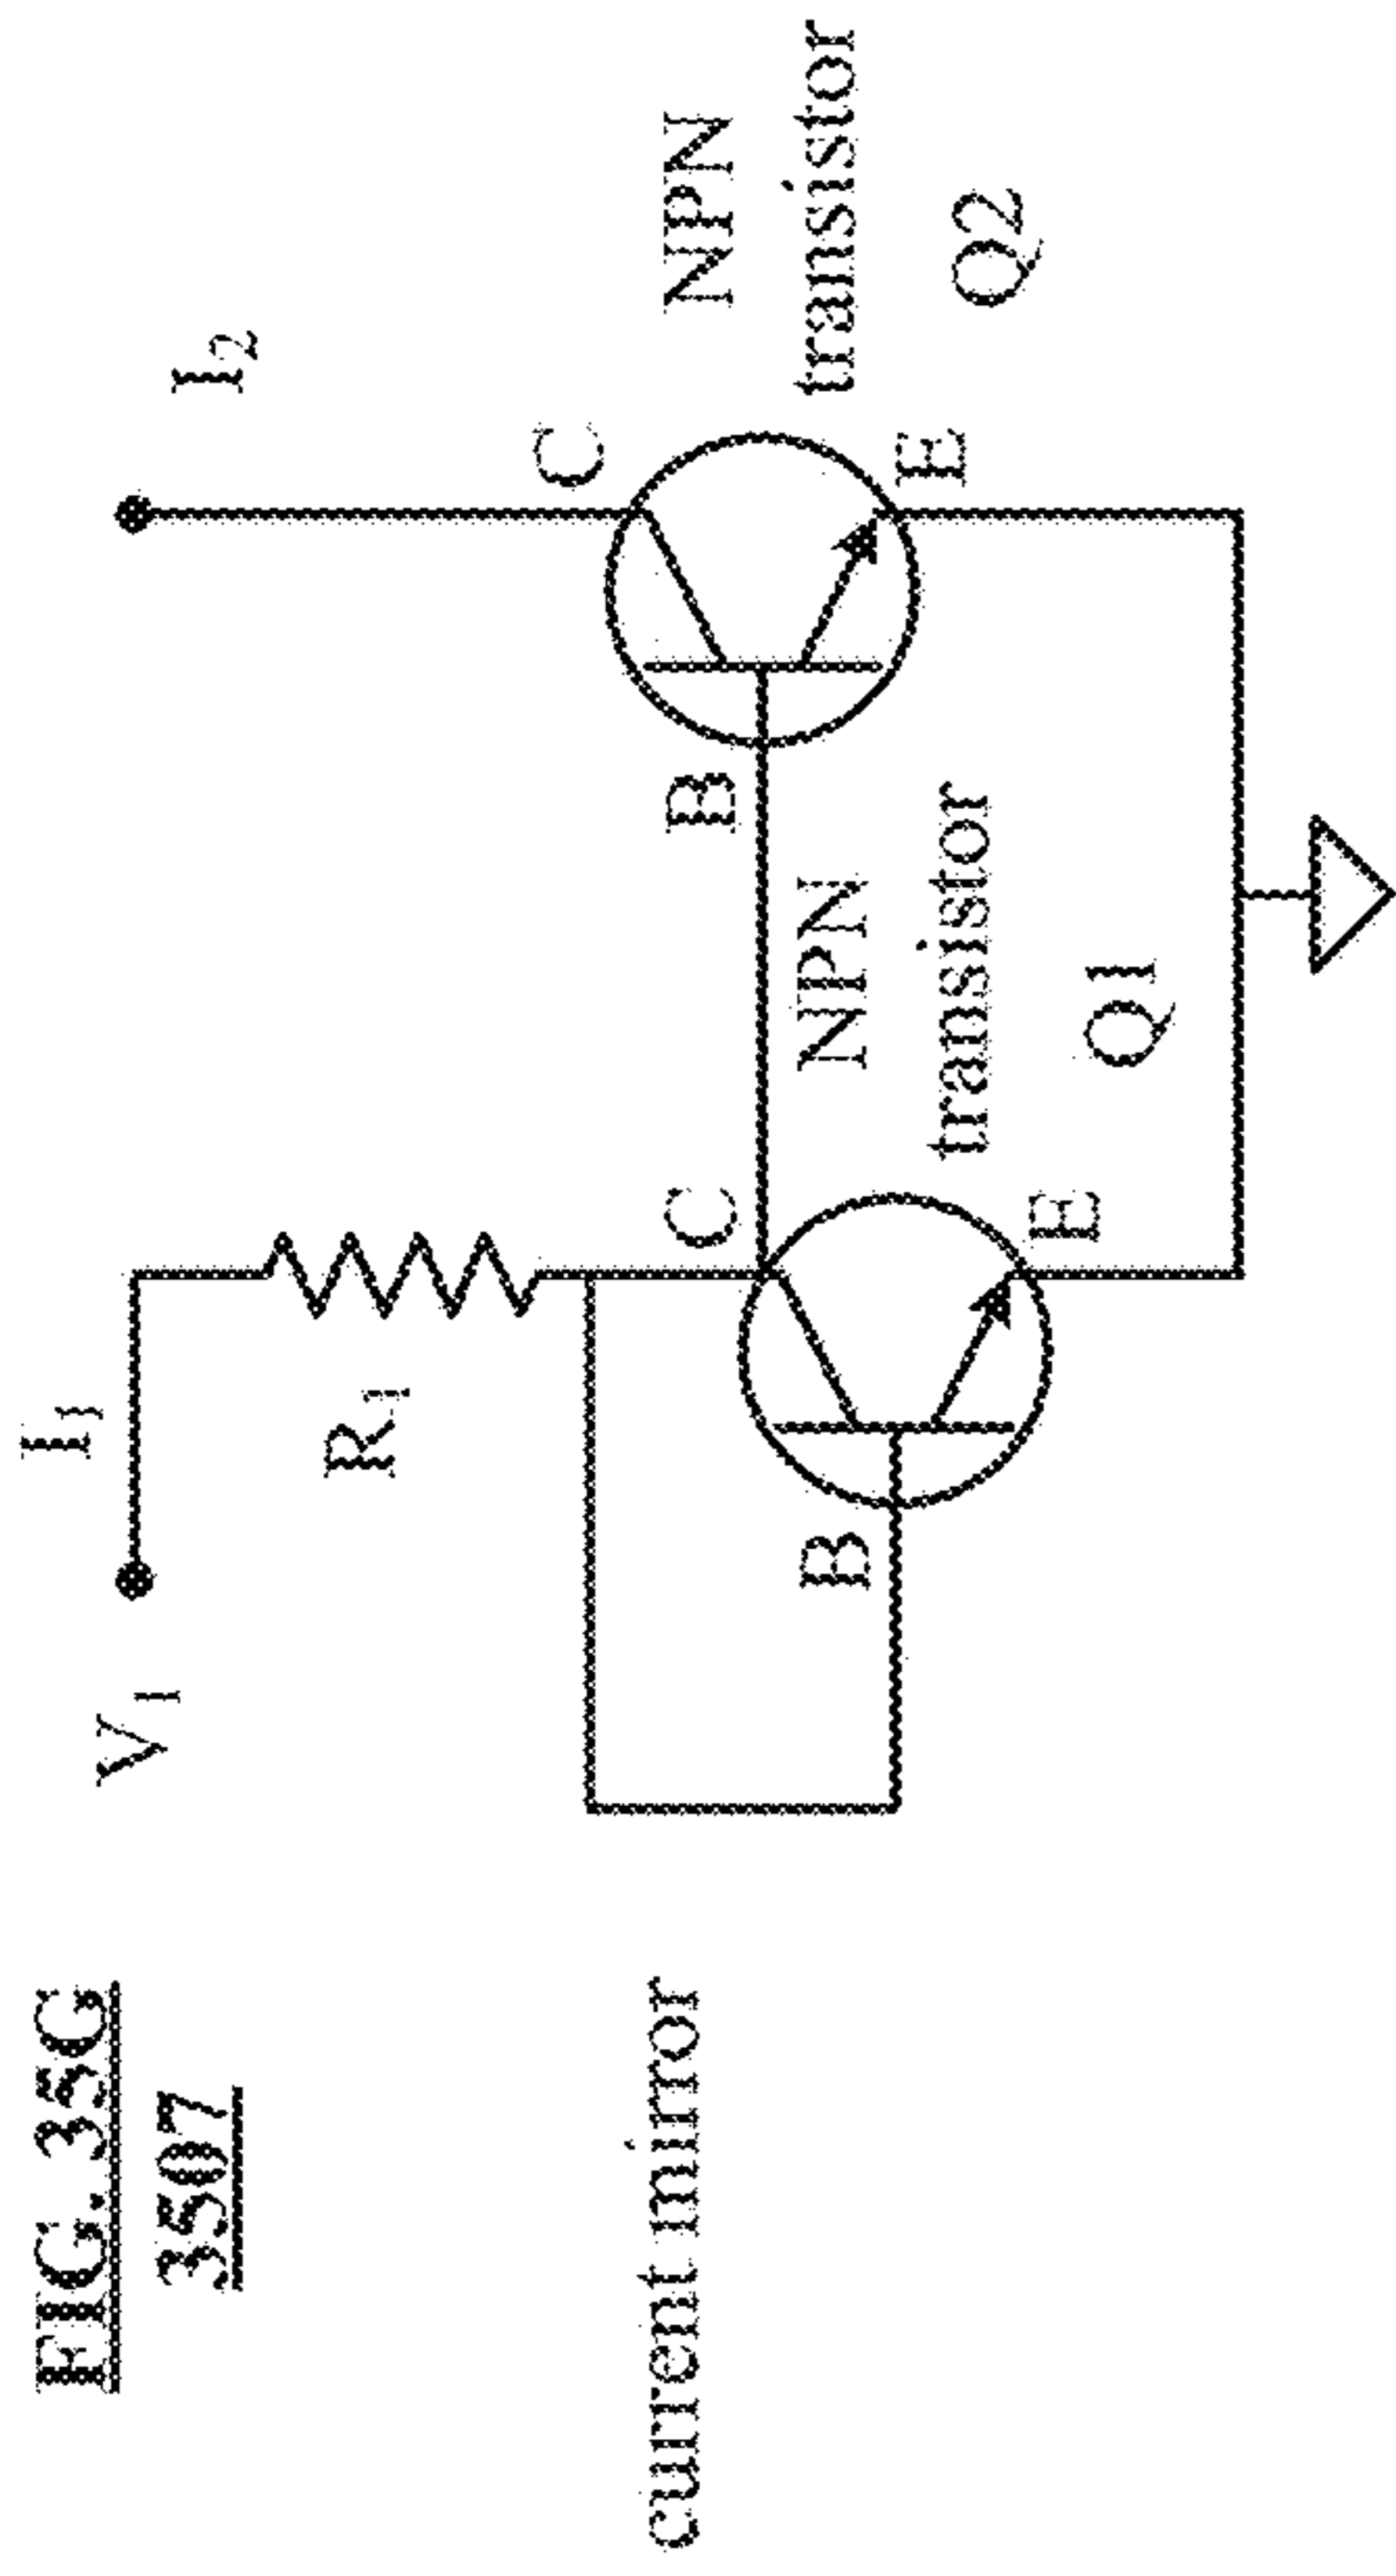 FIG. 35G
3507
current mirror
V1
I1
R1
B
C
E
NPN
transistor
Q1
I2
B
C
E
NPN
transistor
Q2